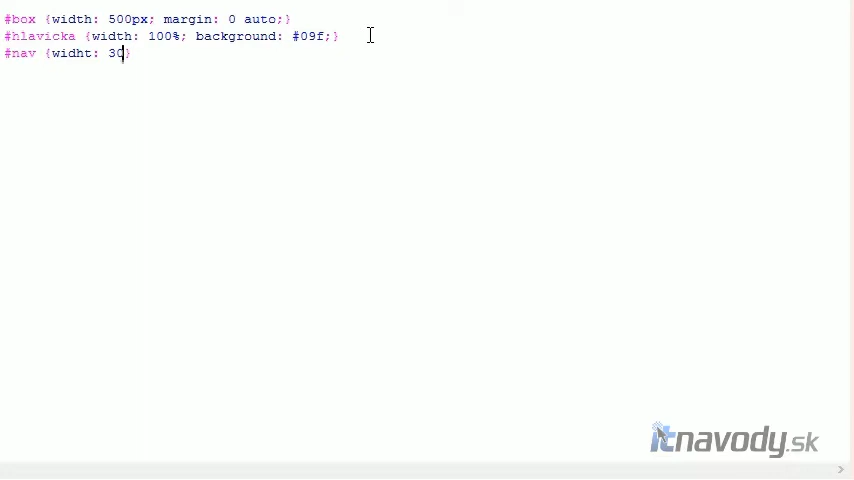 #box {width: 500px; margin: 0 auto;}
#hlavicka {width: 100%; background: #09f;}
#nav {widht: 30}
itnavody.sk